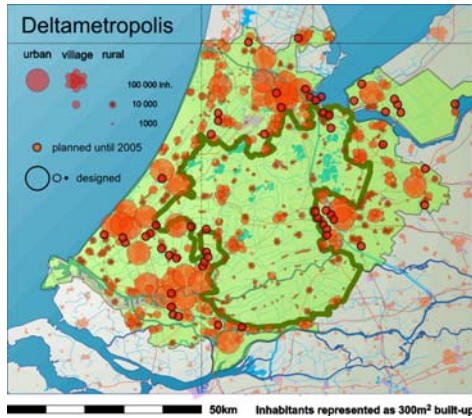 Deltametropolis
urban village rural
100 000 Inh.
10 000
1000
planned until 2005
designed
50km Inhabitants represented as 300m² built-up